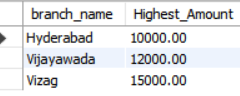 branch_name Highest_Amount
Hyderabad 10000.00
Vijayawada 12000.00
Vizag 15000.00